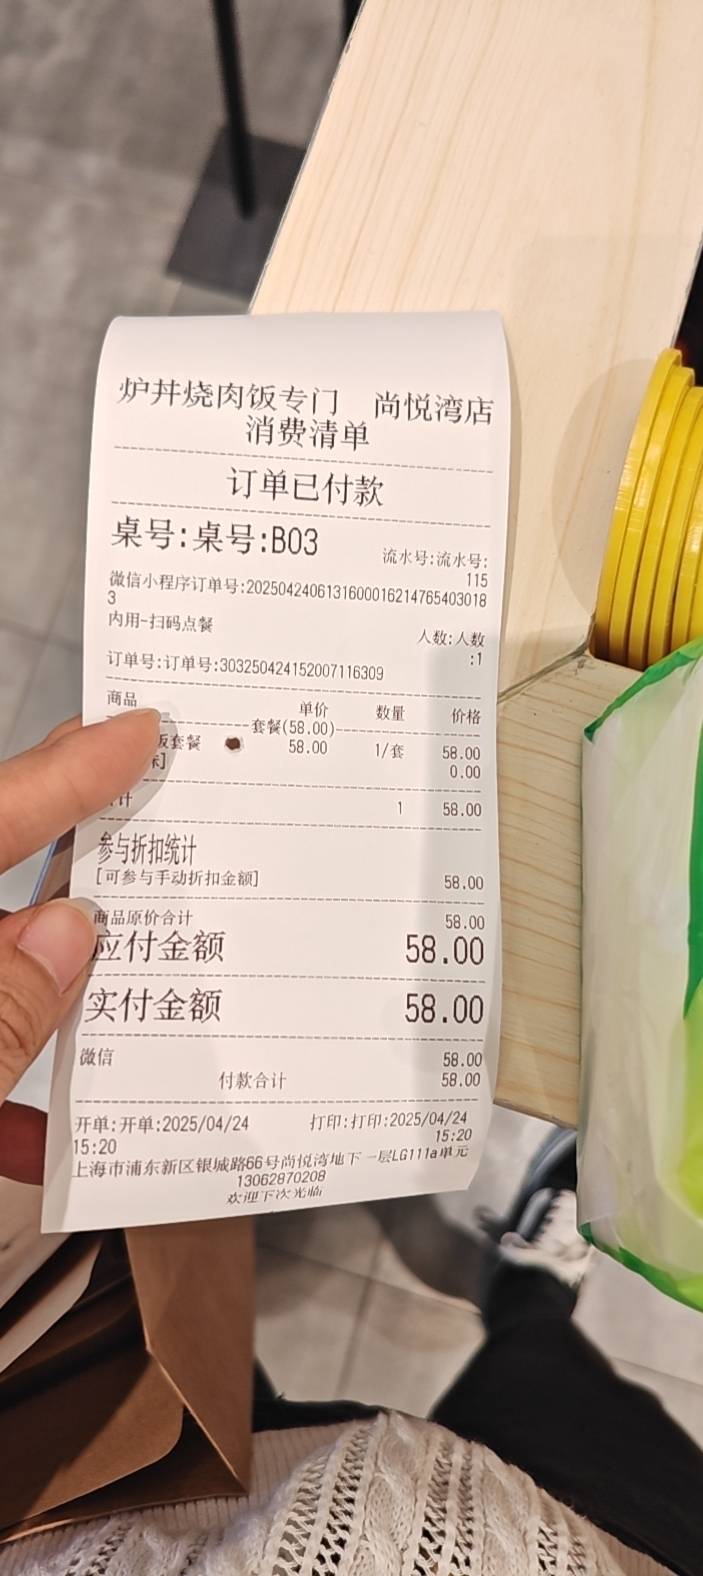 炉丼烧肉饭专门 尚悦湾店
消费清单
订单已付款
桌号:桌号:B03
流水号:流水号:
115
微信小程序订单号:202504240613160001621476540301​8
3
内用-扫码点餐
人数:人数
:1
订单号:订单号:303250424152007116309
商品 单价 数量 价格
套餐(58.00)
饭套餐 58.00 1/套 58.00
] 0.00
计 1 58.00
参与折扣统计
[可参与手动折扣金额] 58.00
商品原价合计 58.00
应付金额 58.00
实付金额 58.00
微信 58.00
付款合计 58.00
开单:开单:2025/04/24 打印:打印:2025/04/24
15:20 15:20
上海市浦东新区银城路66号尚悦湾地下一层LG111a单元
13062870208
欢迎下次光临